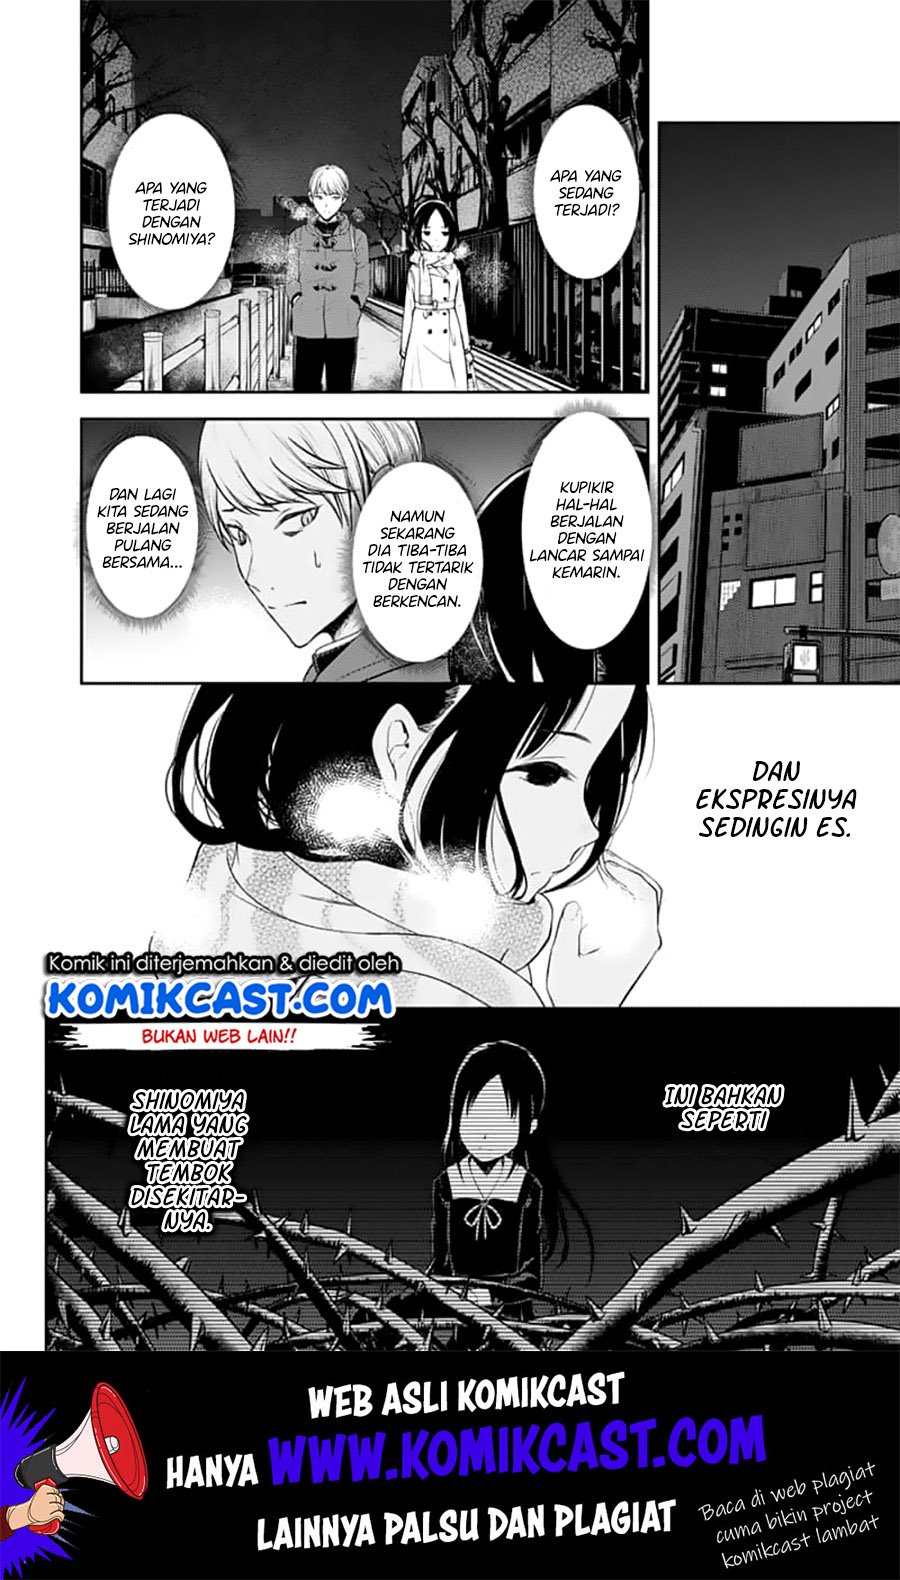 APA YANG
SEDANG
TERJADI?
APA YANG
TERJADI
DENGAN
SHINOMIYA?
KUPIKIR
HAL-HAL
BERJALAN
DENGAN
LANCAR SAMPAI
KEMARIN.
NAMUN
SEKARANG
DIA TIBA-TIBA
TIDAK TERTARIK
DENGAN
BERKENCAN.
DAN LAGI
KITA SEDANG
BERJALAN
PULANG
BERSAMA...
DAN
EKSPRESINYA
SEDINGIN ES.
Komik ini diterjemahkan & diedit oleh
KOMIKCAST.COM
BUKAN WEB LAIN!!
INI BAHKAN
SEPERTI
SHINOMIYA
LAMA YANG
MEMBUAT
TEMBOK
DISEKITAR-
NYA.
WEB ASLI KOMIKCAST
HANYA WWW.KOMIKCAST.COM
LAINNYA PALSU DAN PLAGIAT
Baca di web plagiat
cuma bikin project
komikcast lambat